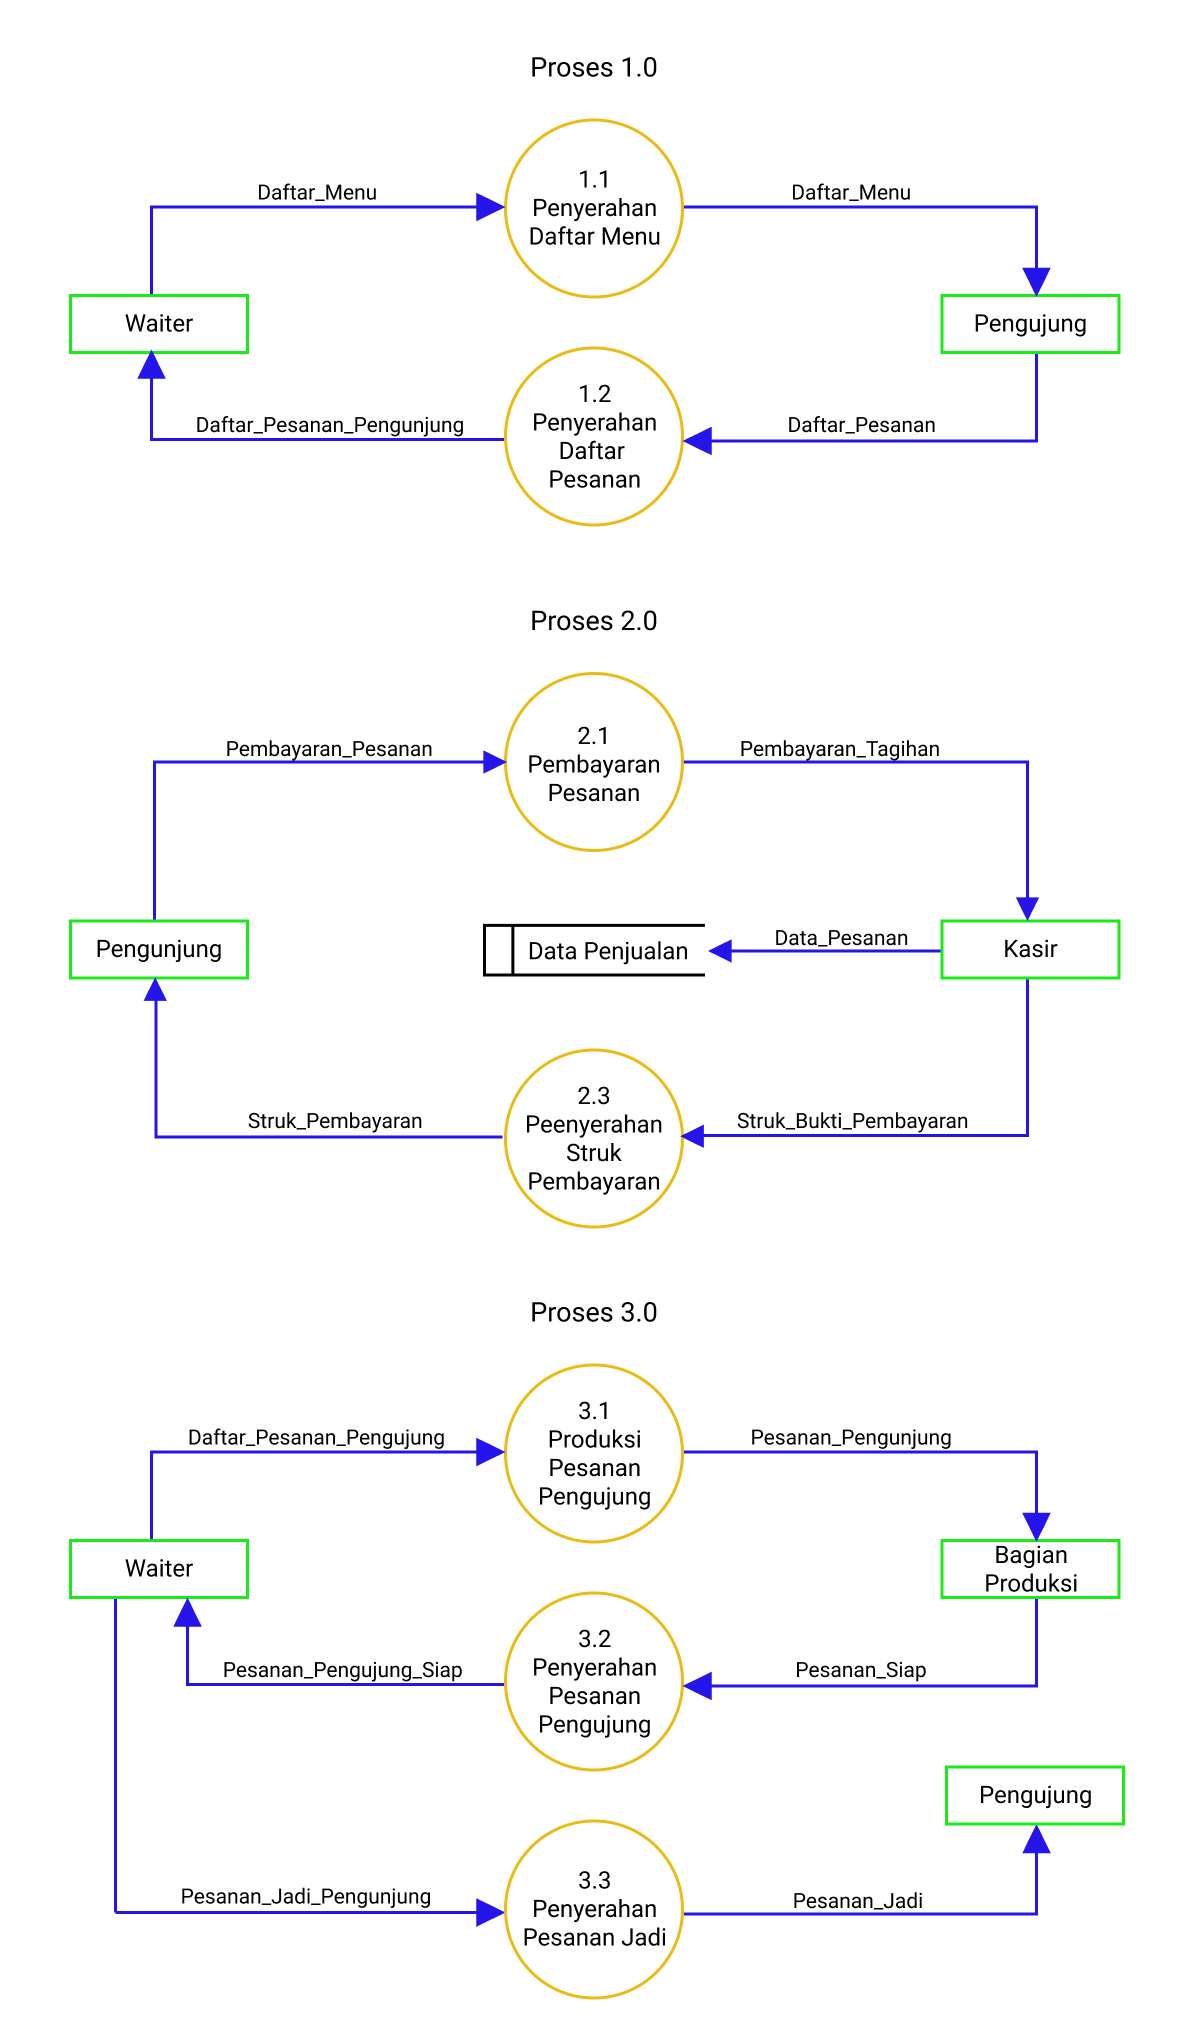 Proses 1.0
Daftar_Menu
1.1
Penyerahan
Daftar Menu
Daftar_Menu
Waiter
Pengujung
Daftar_Pesanan_Pengunjung
1.2
Penyerahan
Daftar
Pesanan
Daftar_Pesanan
Proses 2.0
Pembayaran_Pesanan
2.1
Pembayaran
Pesanan
Pembayaran_Tagihan
Pengunjung
Data Penjualan
Data_Pesanan
Kasir
Struk_Pembayaran
2.3
Peenyerahan
Struk
Pembayaran
Struk_Bukti_Pembayaran
Proses 3.0
Daftar_Pesanan_Pengujung
3.1
Produksi
Pesanan
Pengujung
Pesanan_Pengunjung
Waiter
Bagian
Produksi
Pesanan_Pengujung_Siap
3.2
Penyerahan
Pesanan
Pengujung
Pesanan_Siap
Pengujung
Pesanan_Jadi_Pengunjung
3.3
Penyerahan
Pesanan Jadi
Pesanan_Jadi